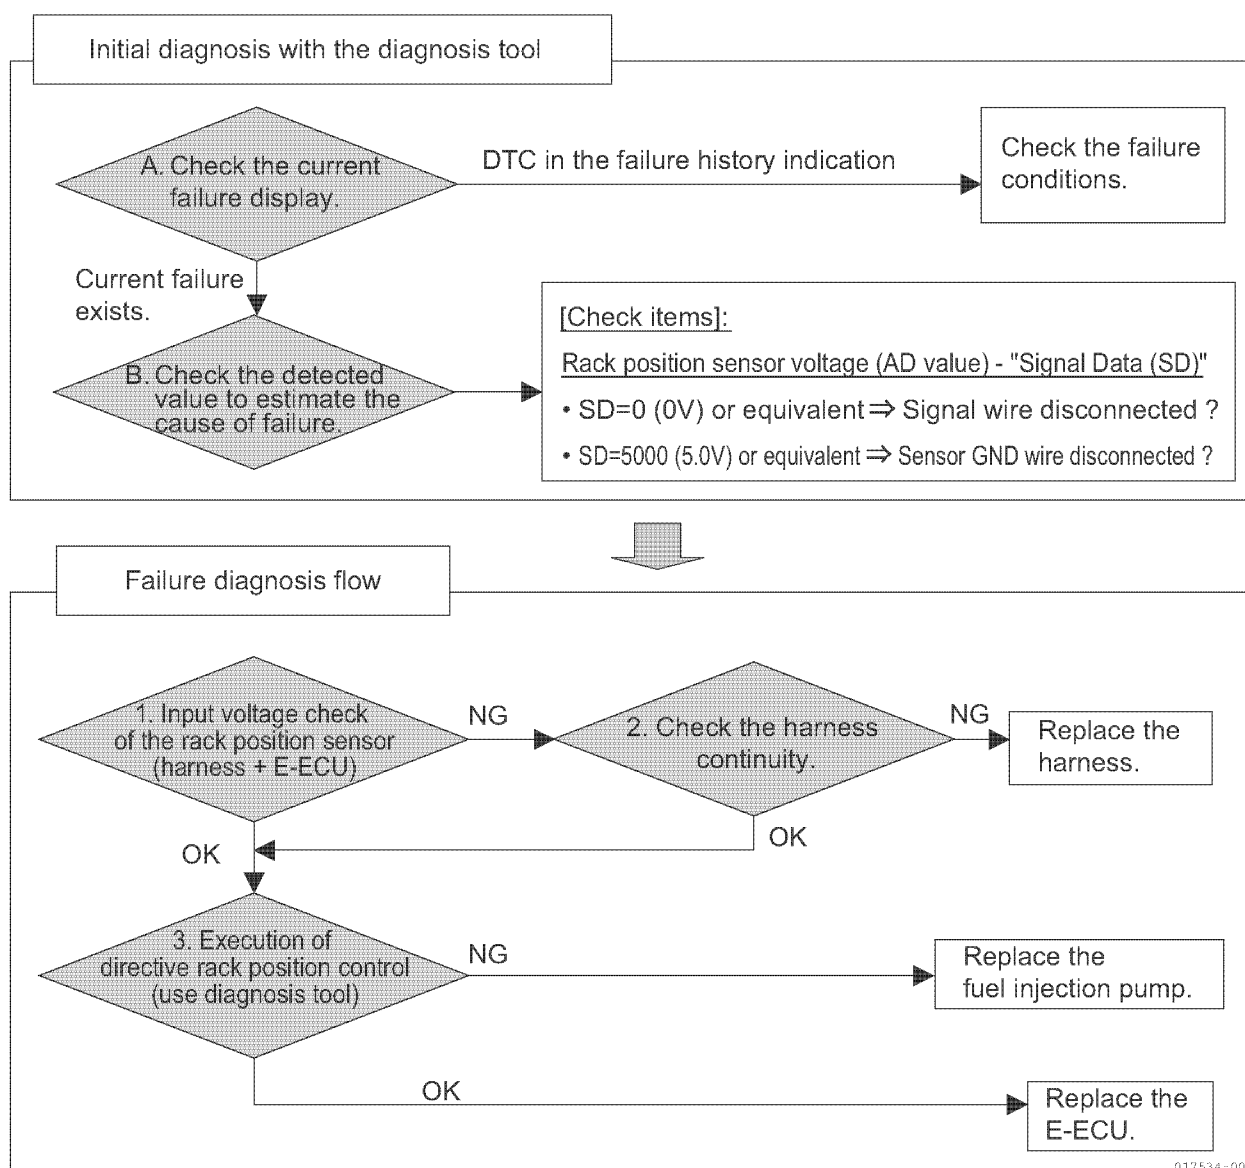 Initial diagnosis with the diagnosis tool
A. Check the current
failure display.
DTC in the failure history indication
Check the failure
conditions.
Current failure
exists.
B. Check the detected
value to estimate the
cause of failure.
[Check items]:
Rack position sensor voltage (AD value) - "Signal Data (SD)"
• SD=0 (0V) or equivalent ⇒ Signal wire disconnected ?
• SD=5000 (5.0V) or equivalent ⇒ Sensor GND wire disconnected ?
Failure diagnosis flow
1. Input voltage check
of the rack position sensor
(harness + E-ECU)
NG
2. Check the harness
continuity.
NG
Replace the
harness.
OK
OK
3. Execution of
directive rack position control
(use diagnosis tool)
NG
Replace the
fuel injection pump.
OK
Replace the
E-ECU.